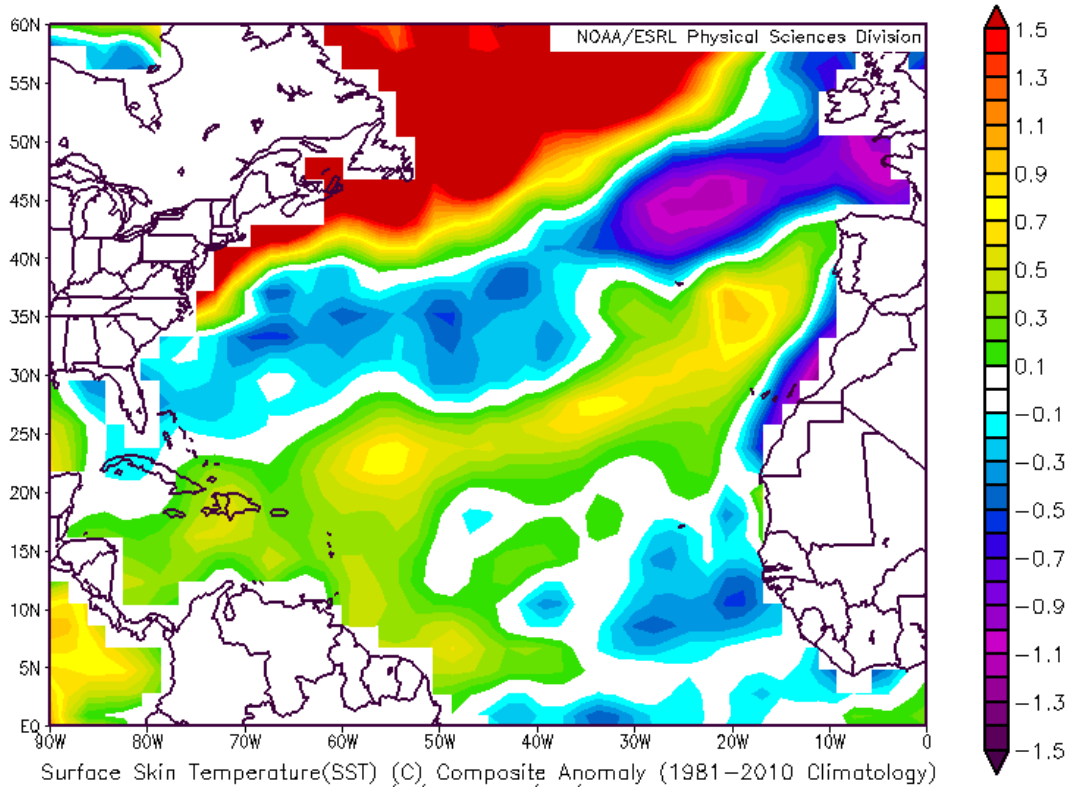 NOAA/ESRL Physical Sciences Division
60N
55N
50N
45N
40N
35N
30N
25N
20N
15N
10N
5N
EQ
90W 80W 70W 60W 50W 40W 30W 20W 10W 0
1.5
1.3
1.1
0.9
0.7
0.5
0.3
0.1
−0.1
−0.3
−0.5
−0.7
−0.9
−1.1
−1.3
−1.5
Surface Skin Temperature(SST) (C) Composite Anomaly (1981−2010 Climatology)